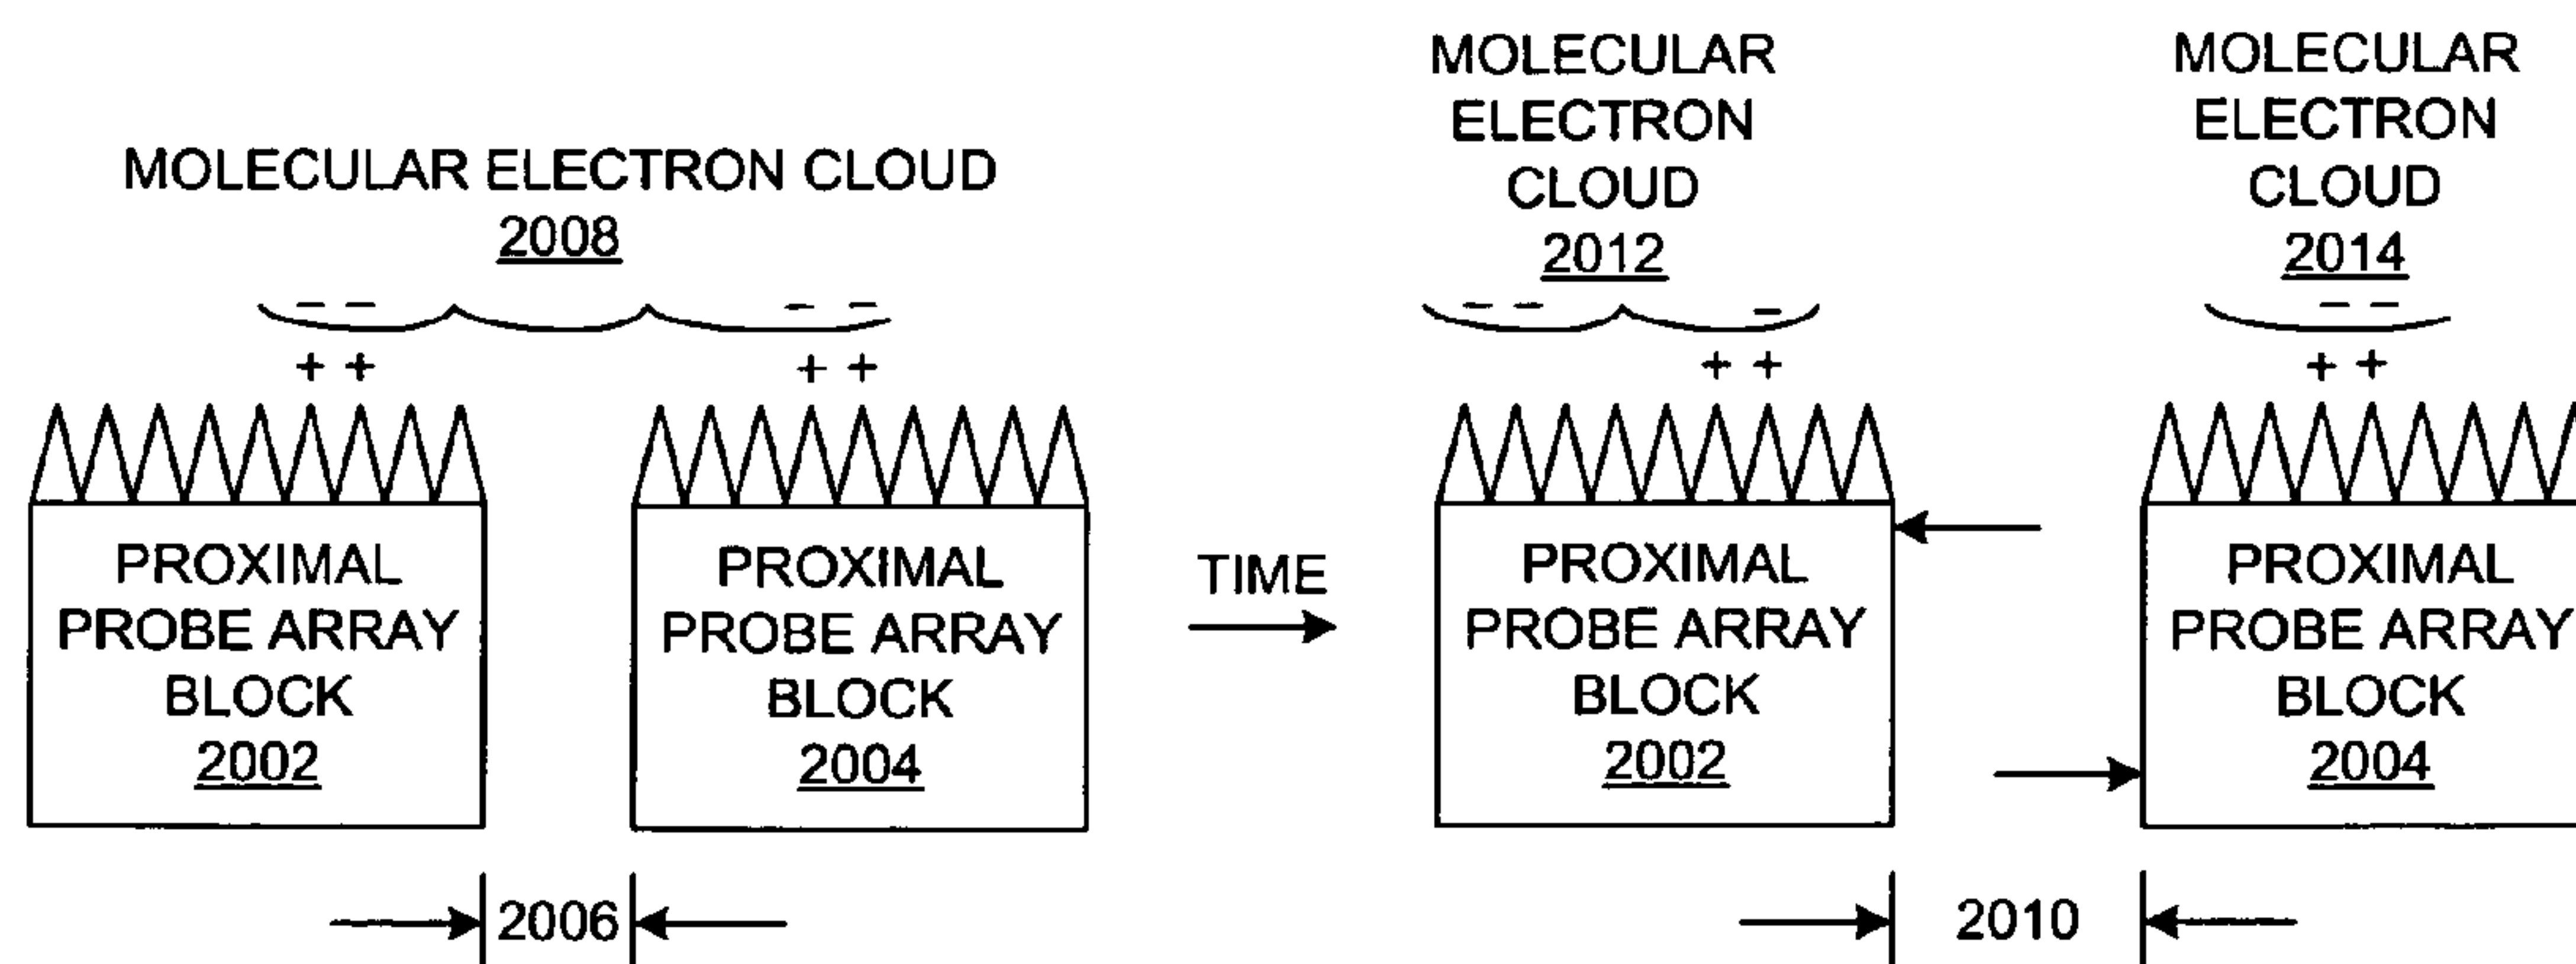 MOLECULAR ELECTRON CLOUD
2008
− − − −
+ + + +
PROXIMAL
PROBE ARRAY
BLOCK
2002
PROXIMAL
PROBE ARRAY
BLOCK
2004
2006
TIME
MOLECULAR
ELECTRON
CLOUD
2012
− − −
+ +
PROXIMAL
PROBE ARRAY
BLOCK
2002
MOLECULAR
ELECTRON
CLOUD
2014
− −
+ +
PROXIMAL
PROBE ARRAY
BLOCK
2004
2010